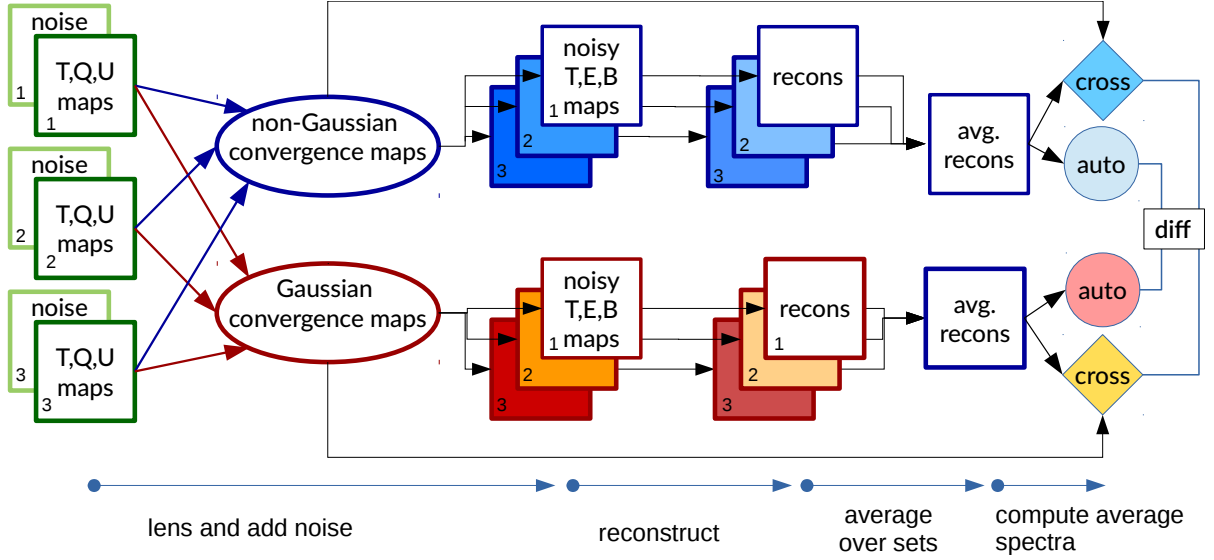 noise
T,Q,U
maps
1
1
noise
T,Q,U
maps
2
2
noise
T,Q,U
maps
3
3
non-Gaussian
convergence maps
Gaussian
convergence maps
noisy
T,E,B
1 maps
2
3
recons
2
3
avg.
recons
cross
auto
diff
noisy
T,E,B
1 maps
2
3
recons
1
2
3
avg.
recons
auto
cross
lens and add noise
reconstruct
average
over sets
compute average
spectra